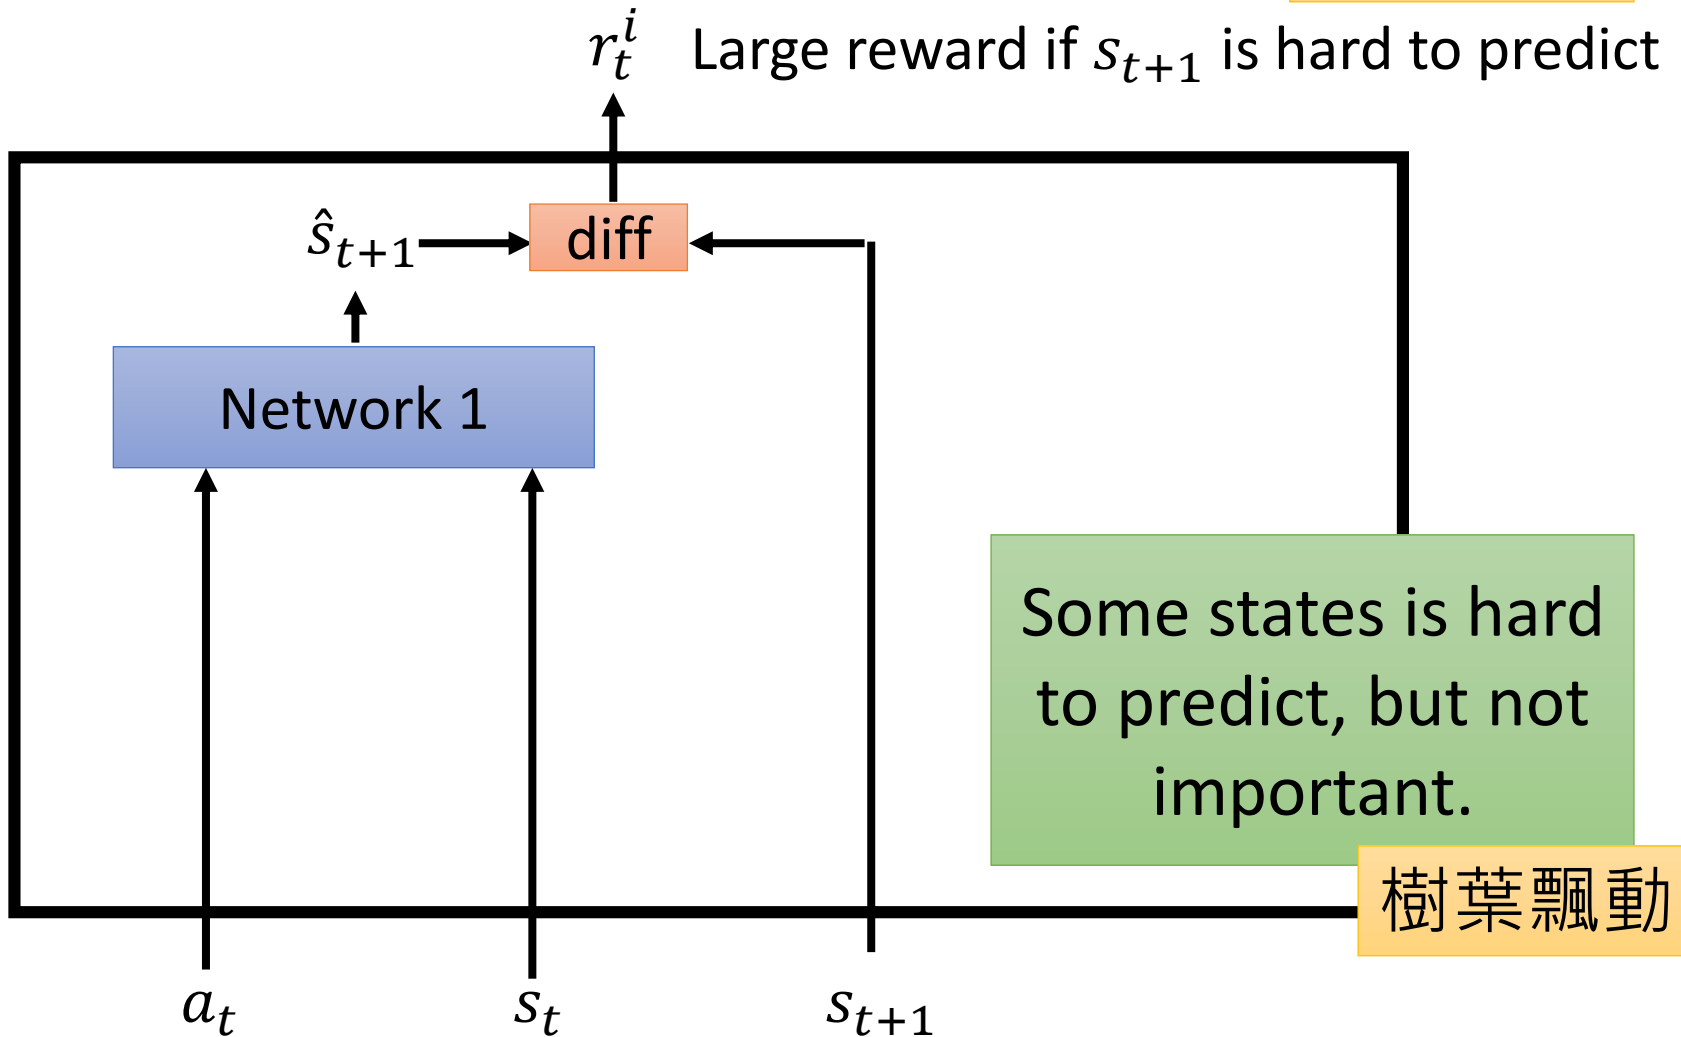 r_t^i Large reward if s_{t+1} is hard to predict
ŝ_{t+1} diff
Network 1
Some states is hard
to predict, but not
important.
樹葉飄動
a_t s_t s_{t+1}